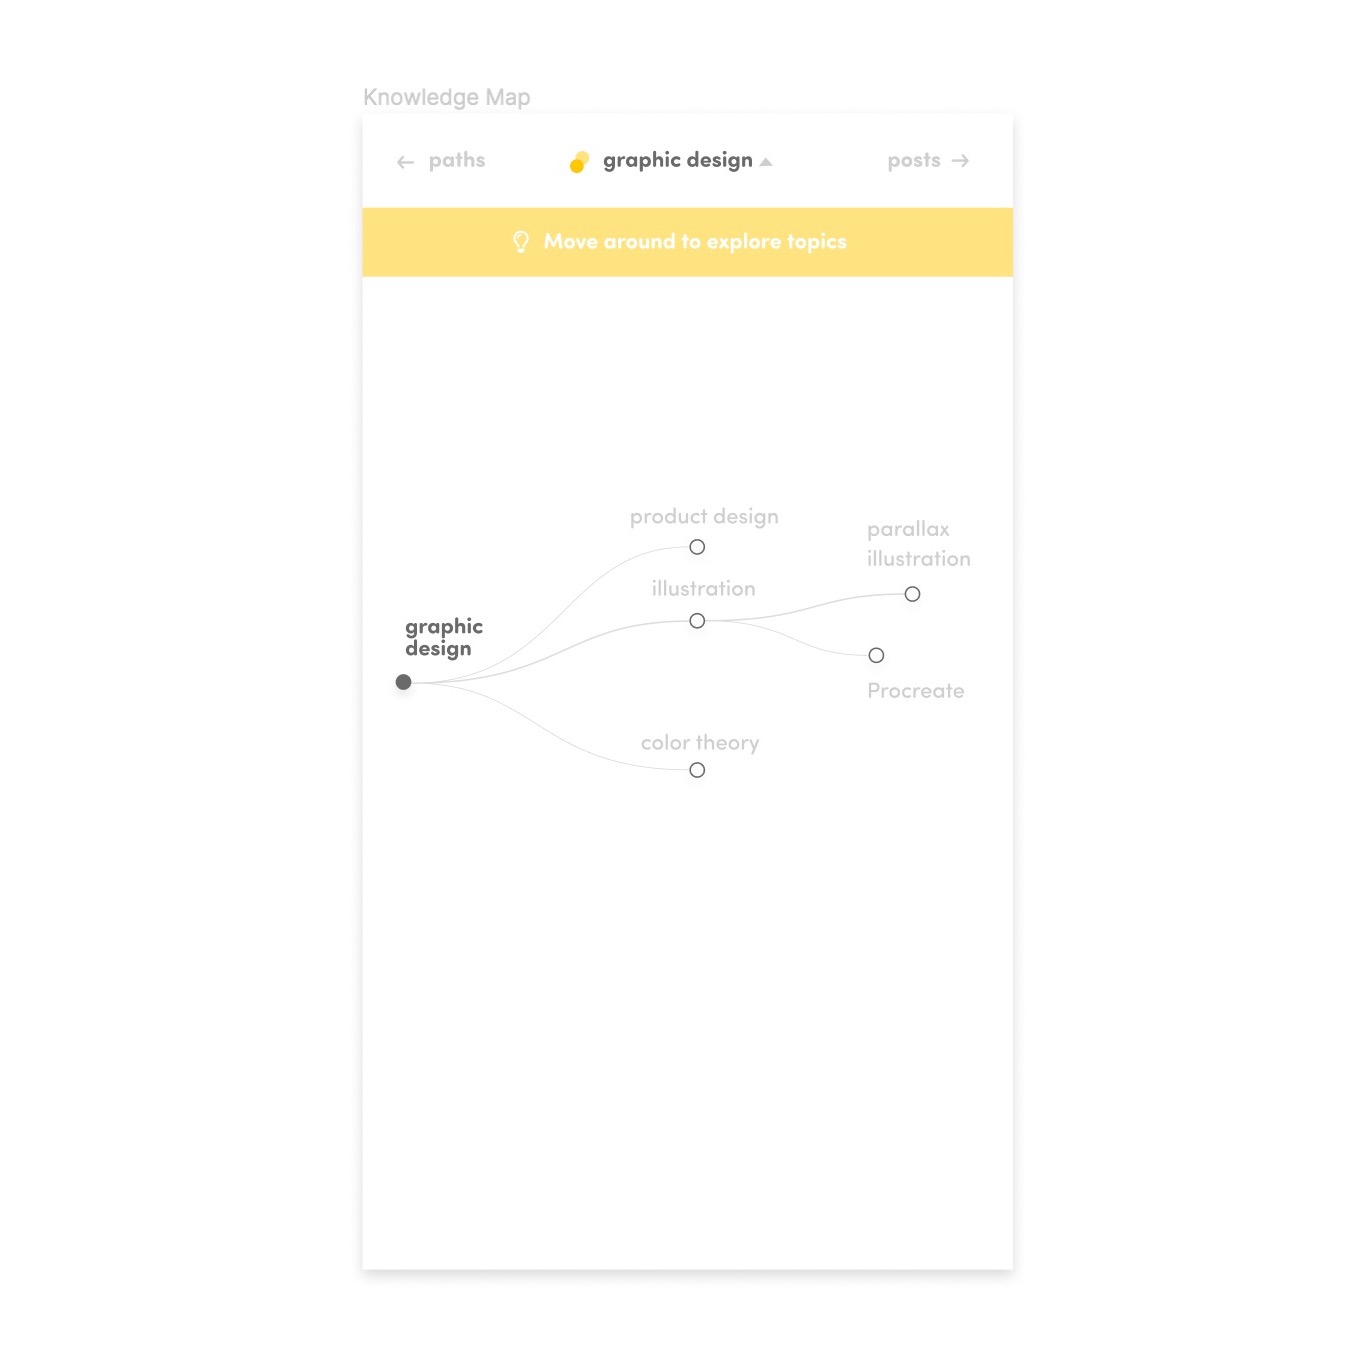 Knowledge Map
← paths
graphic design
posts →
Move around to explore topics
product design
parallax
illustration
illustration
graphic
design
Procreate
color theory